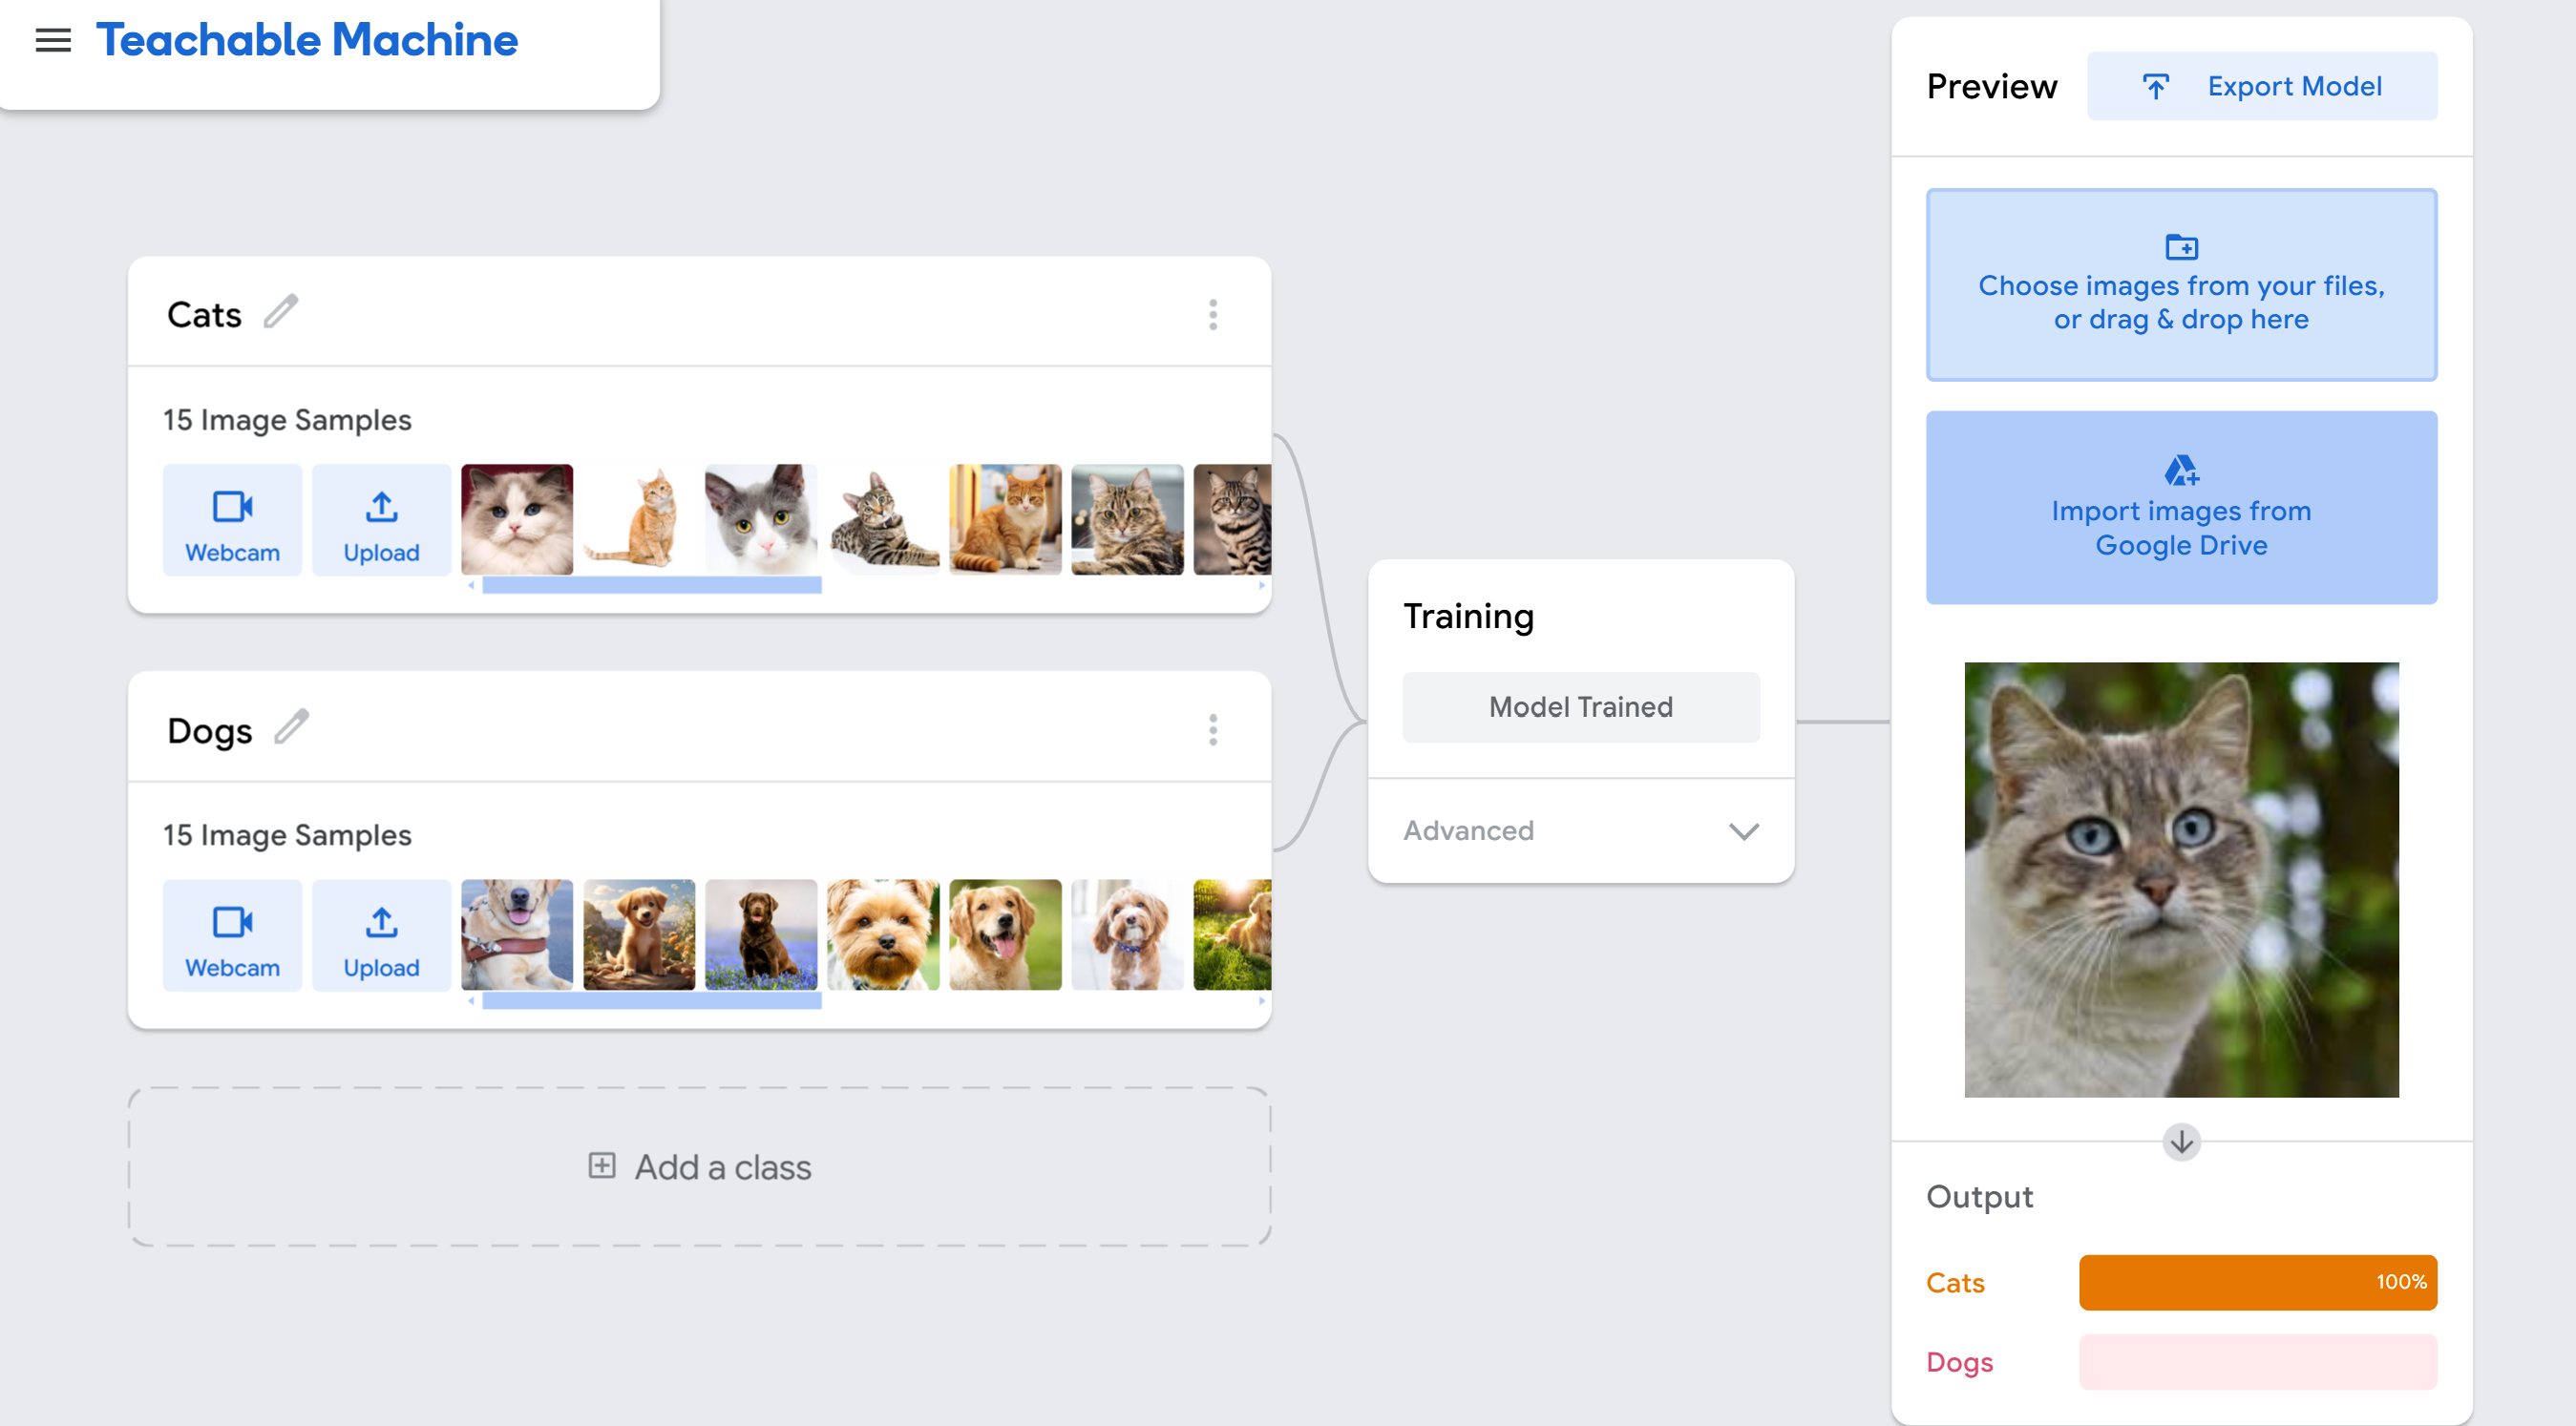 Teachable Machine
Cats
15 Image Samples
Webcam
Upload
Dogs
15 Image Samples
Webcam
Upload
Add a class
Training
Model Trained
Advanced
Preview
Export Model
Choose images from your files,
or drag & drop here
Import images from
Google Drive
Output
Cats
100%
Dogs